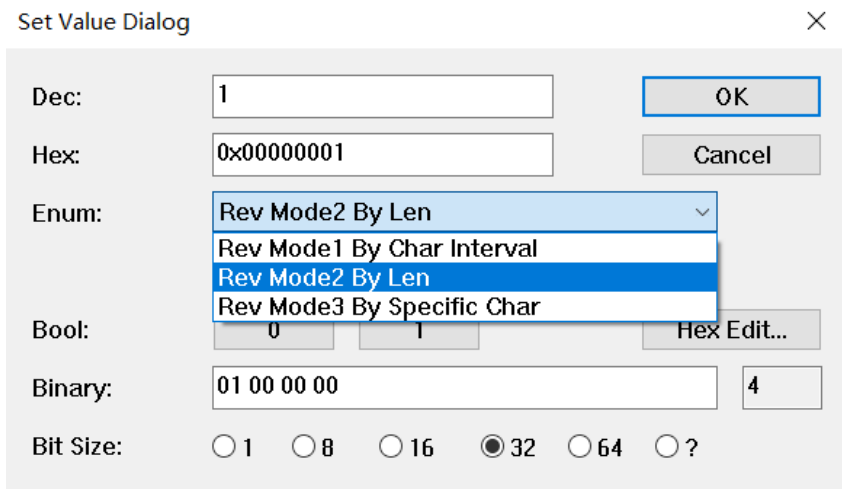 Set Value Dialog
Dec: 1 OK
Hex: 0x00000001 Cancel
Enum: Rev Mode2 By Len
Rev Mode1 By Char Interval
Rev Mode2 By Len
Rev Mode3 By Specific Char
Bool: 0 1 Hex Edit...
Binary: 01 00 00 00 4
Bit Size: 1 8 16 32 64 ?